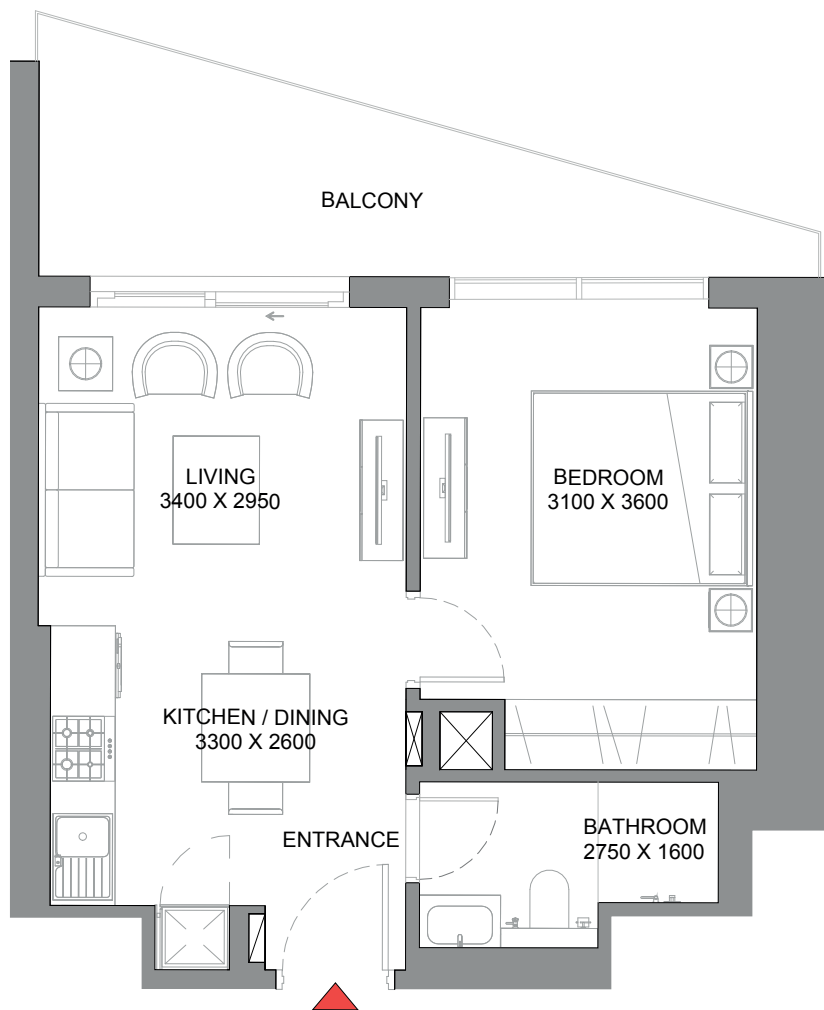 BALCONY
LIVING
3400 X 2950
BEDROOM
3100 X 3600
KITCHEN / DINING
3300 X 2600
ENTRANCE
BATHROOM
2750 X 1600